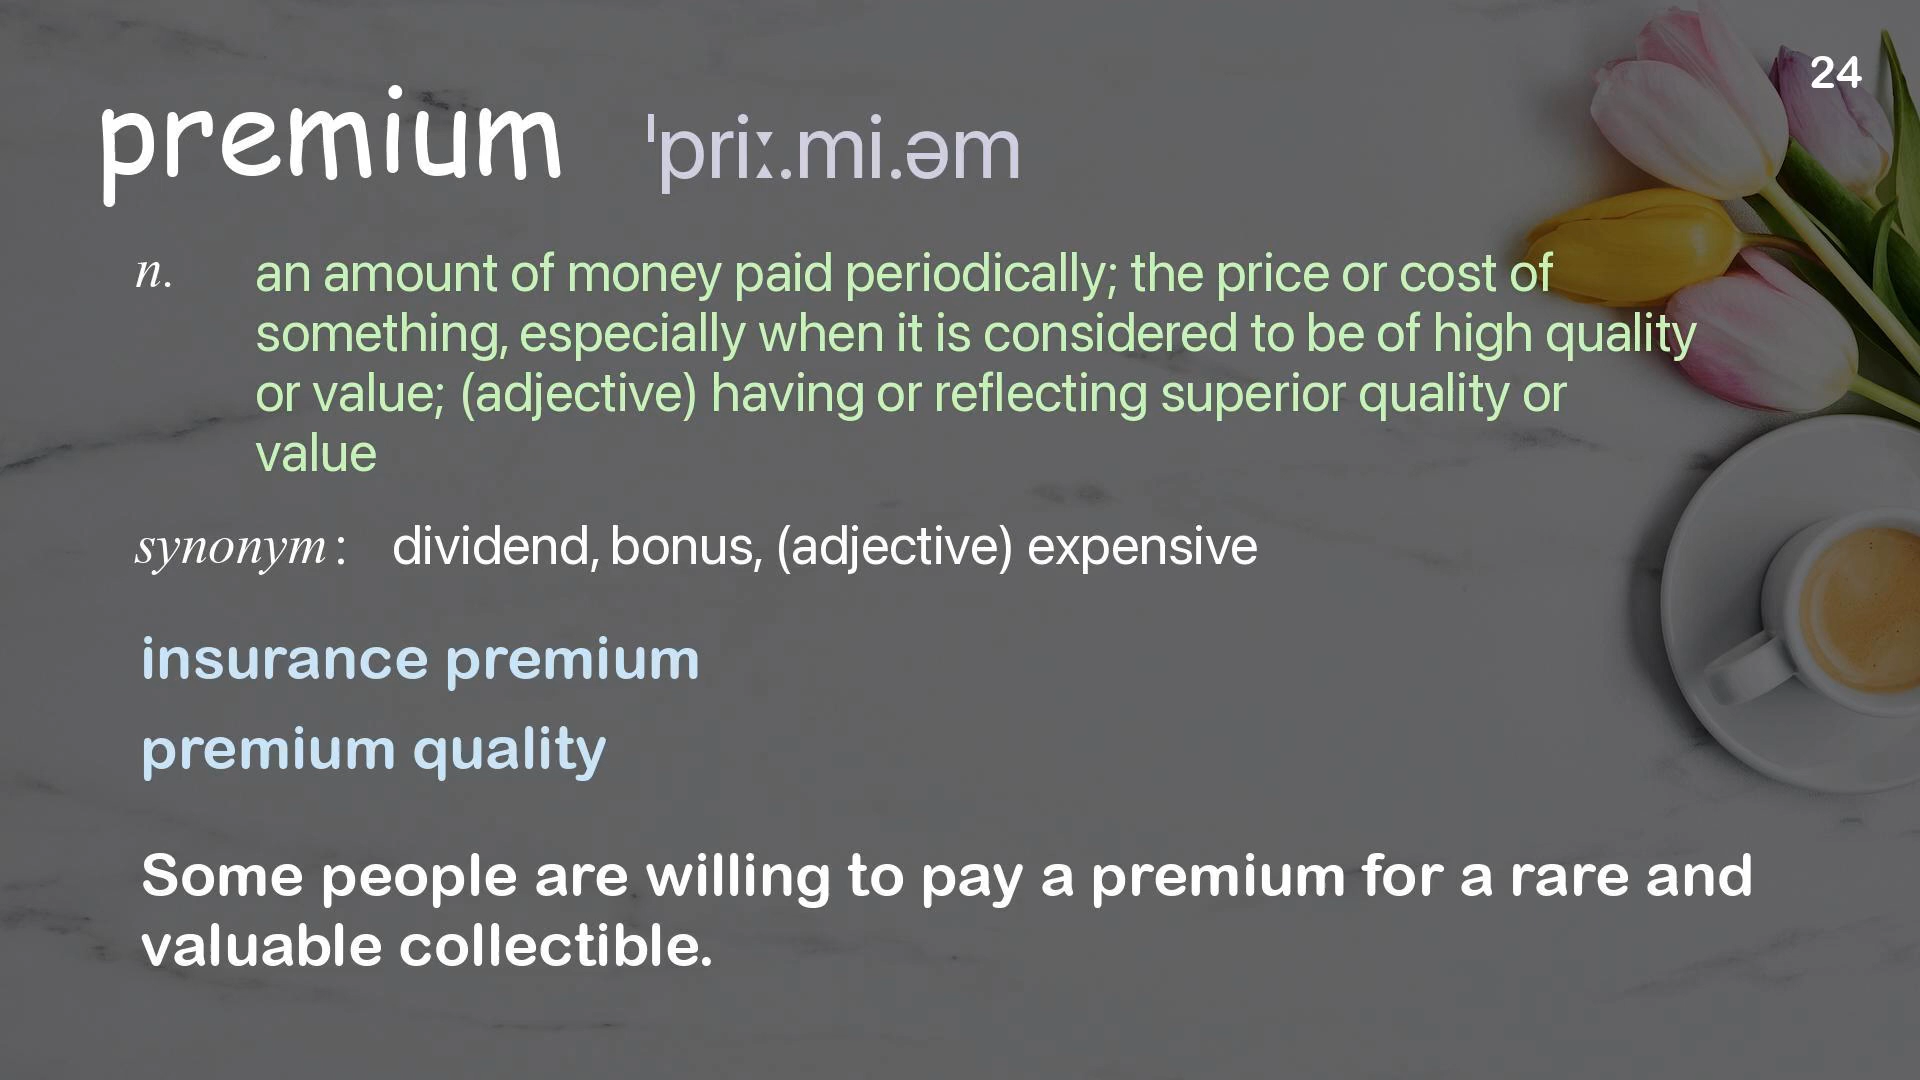 24
premium ˈpriː.mi.əm
n. an amount of money paid periodically; the price or cost of
something, especially when it is considered to be of high quality
or value; (adjective) having or reflecting superior quality or
value
synonym: dividend, bonus, (adjective) expensive
insurance premium
premium quality
Some people are willing to pay a premium for a rare and
valuable collectible.